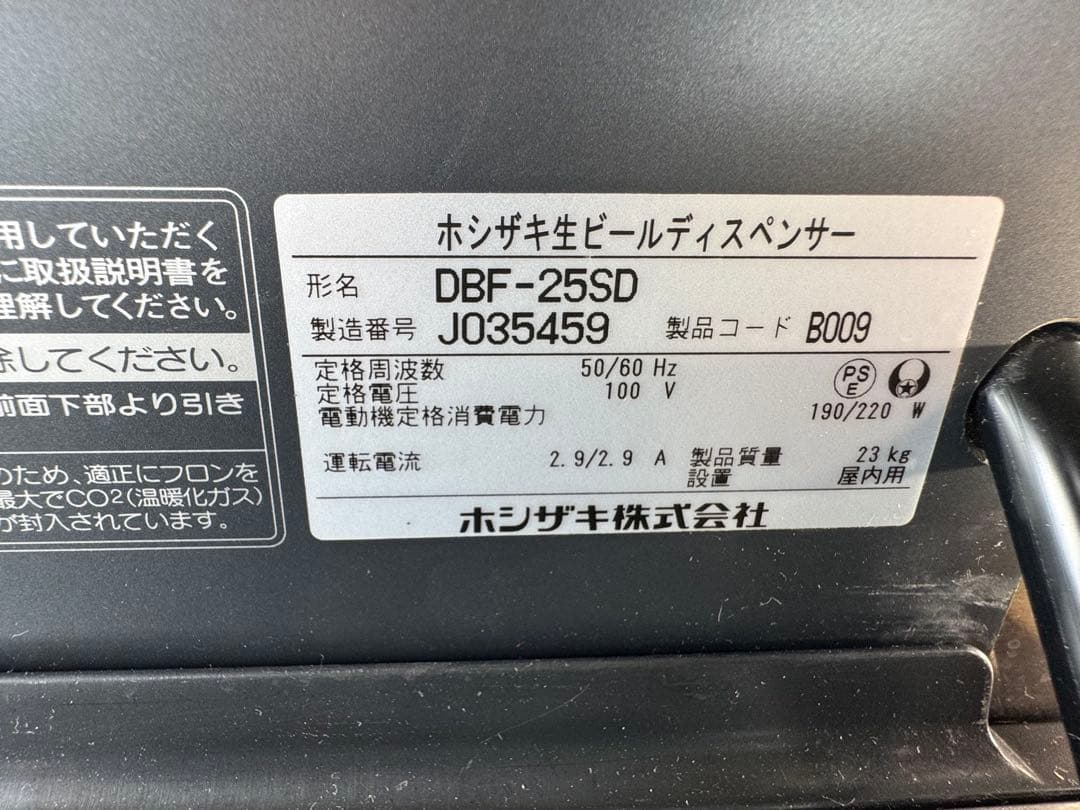 用していただく
に取扱説明書を
理解してください。
除してください。
前面下部より引き
のため、適正にフロンを
最大でCO2(温暖化ガス)
が封入されています。
ホシザキ生ビールディスペンサー
形名 DBF-25SD
製造番号 J035459 製品コード B009
定格周波数 50/60 Hz
定格電圧 100 V
PS E
電動機定格消費電力 190/220 W
運転電流 2.9/2.9 A 製品質量 23 kg
設置 屋内用
ホシザキ株式会社